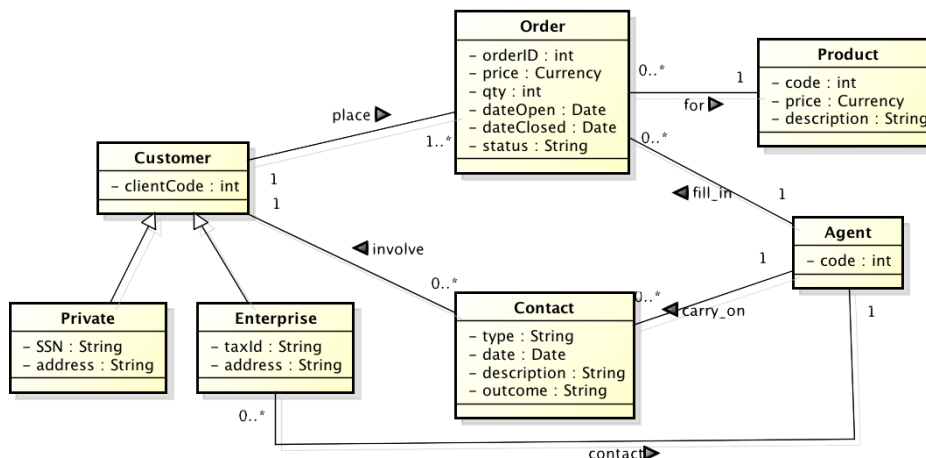 Order
- orderID : int
- price : Currency
- qty : int
- dateOpen : Date
- dateClosed : Date
- status : String
0..*
1
for
Product
- code : int
- price : Currency
- description : String
place
1..*
1
Customer
- clientCode : int
1
0..*
fill_in
1
Agent
- code : int
involve
0..*
1
0..*
carry_on
1
Private
- SSN : String
- address : String
Enterprise
- taxId : String
- address : String
Contact
- type : String
- date : Date
- description : String
- outcome : String
0..*
contact